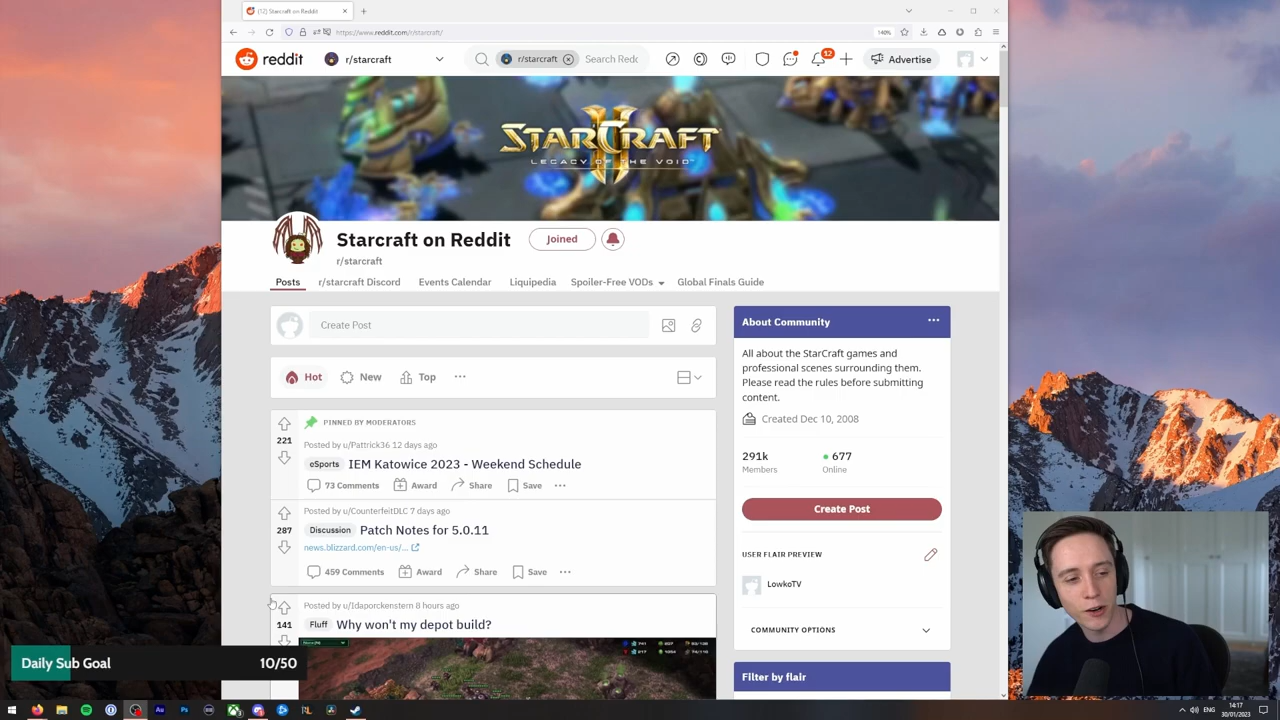 (12) Starcraft on Reddit
https://www.reddit.com/r/starcraft/
140%
reddit
r/starcraft
r/starcraft
Search Redd
12
Advertise
STARCRAFT
II
LEGACY OF THE VOID
Starcraft on Reddit
Joined
r/starcraft
Posts
r/starcraft Discord
Events Calendar
Liquipedia
Spoiler-Free VODs
Global Finals Guide
Create Post
Hot
New
Top
PINNED BY MODERATORS
221
Posted by u/Pattrick36 12 days ago
eSports IEM Katowice 2023 - Weekend Schedule
73 Comments Award Share Save
Posted by u/CounterfeitDLC 7 days ago
287
Discussion Patch Notes for 5.0.11
news.blizzard.com/en-us/...
459 Comments Award Share Save
Posted by u/Idaporckenstern 8 hours ago
141
Fluff Why won't my depot build?
About Community
All about the StarCraft games and
professional scenes surrounding them.
Please read the rules before submitting
content.
Created Dec 10, 2008
291k
Members
677
Online
Create Post
USER FLAIR PREVIEW
LowkoTV
COMMUNITY OPTIONS
Filter by flair
Daily Sub Goal 10/50
ENG
14:17
30/01/2023